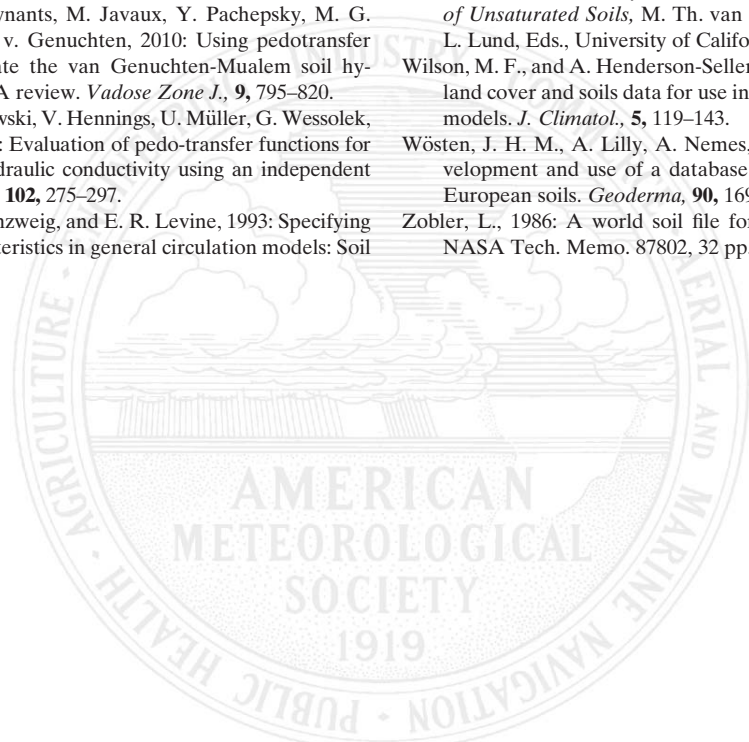 ynants, M. Javaux, Y. Pachepsky, M. G.
v. Genuchten, 2010: Using pedotransfer
ate the van Genuchten-Mualem soil hy-
A review. Vadose Zone J., 9, 795–820.
wski, V. Hennings, U. Müller, G. Wessolek,
: Evaluation of pedo-transfer functions for
draulic conductivity using an independent
102, 275–297.
nzweig, and E. R. Levine, 1993: Specifying
teristics in general circulation models: Soil
of Unsaturated Soils, M. Th. van
L. Lund, Eds., University of Califo
Wilson, M. F., and A. Henderson-Seller
land cover and soils data for use in
models. J. Climatol., 5, 119–143.
Wösten, J. H. M., A. Lilly, A. Nemes,
velopment and use of a database
European soils. Geoderma, 90, 169
Zobler, L., 1986: A world soil file for
NASA Tech. Memo. 87802, 32 pp.
INDUSTRY · AERIAL AND MARINE NAVIGATION · PUBLIC HEALTH · AGRICULTURE ·
AMERICAN
METEOROLOGICAL
SOCIETY
1919